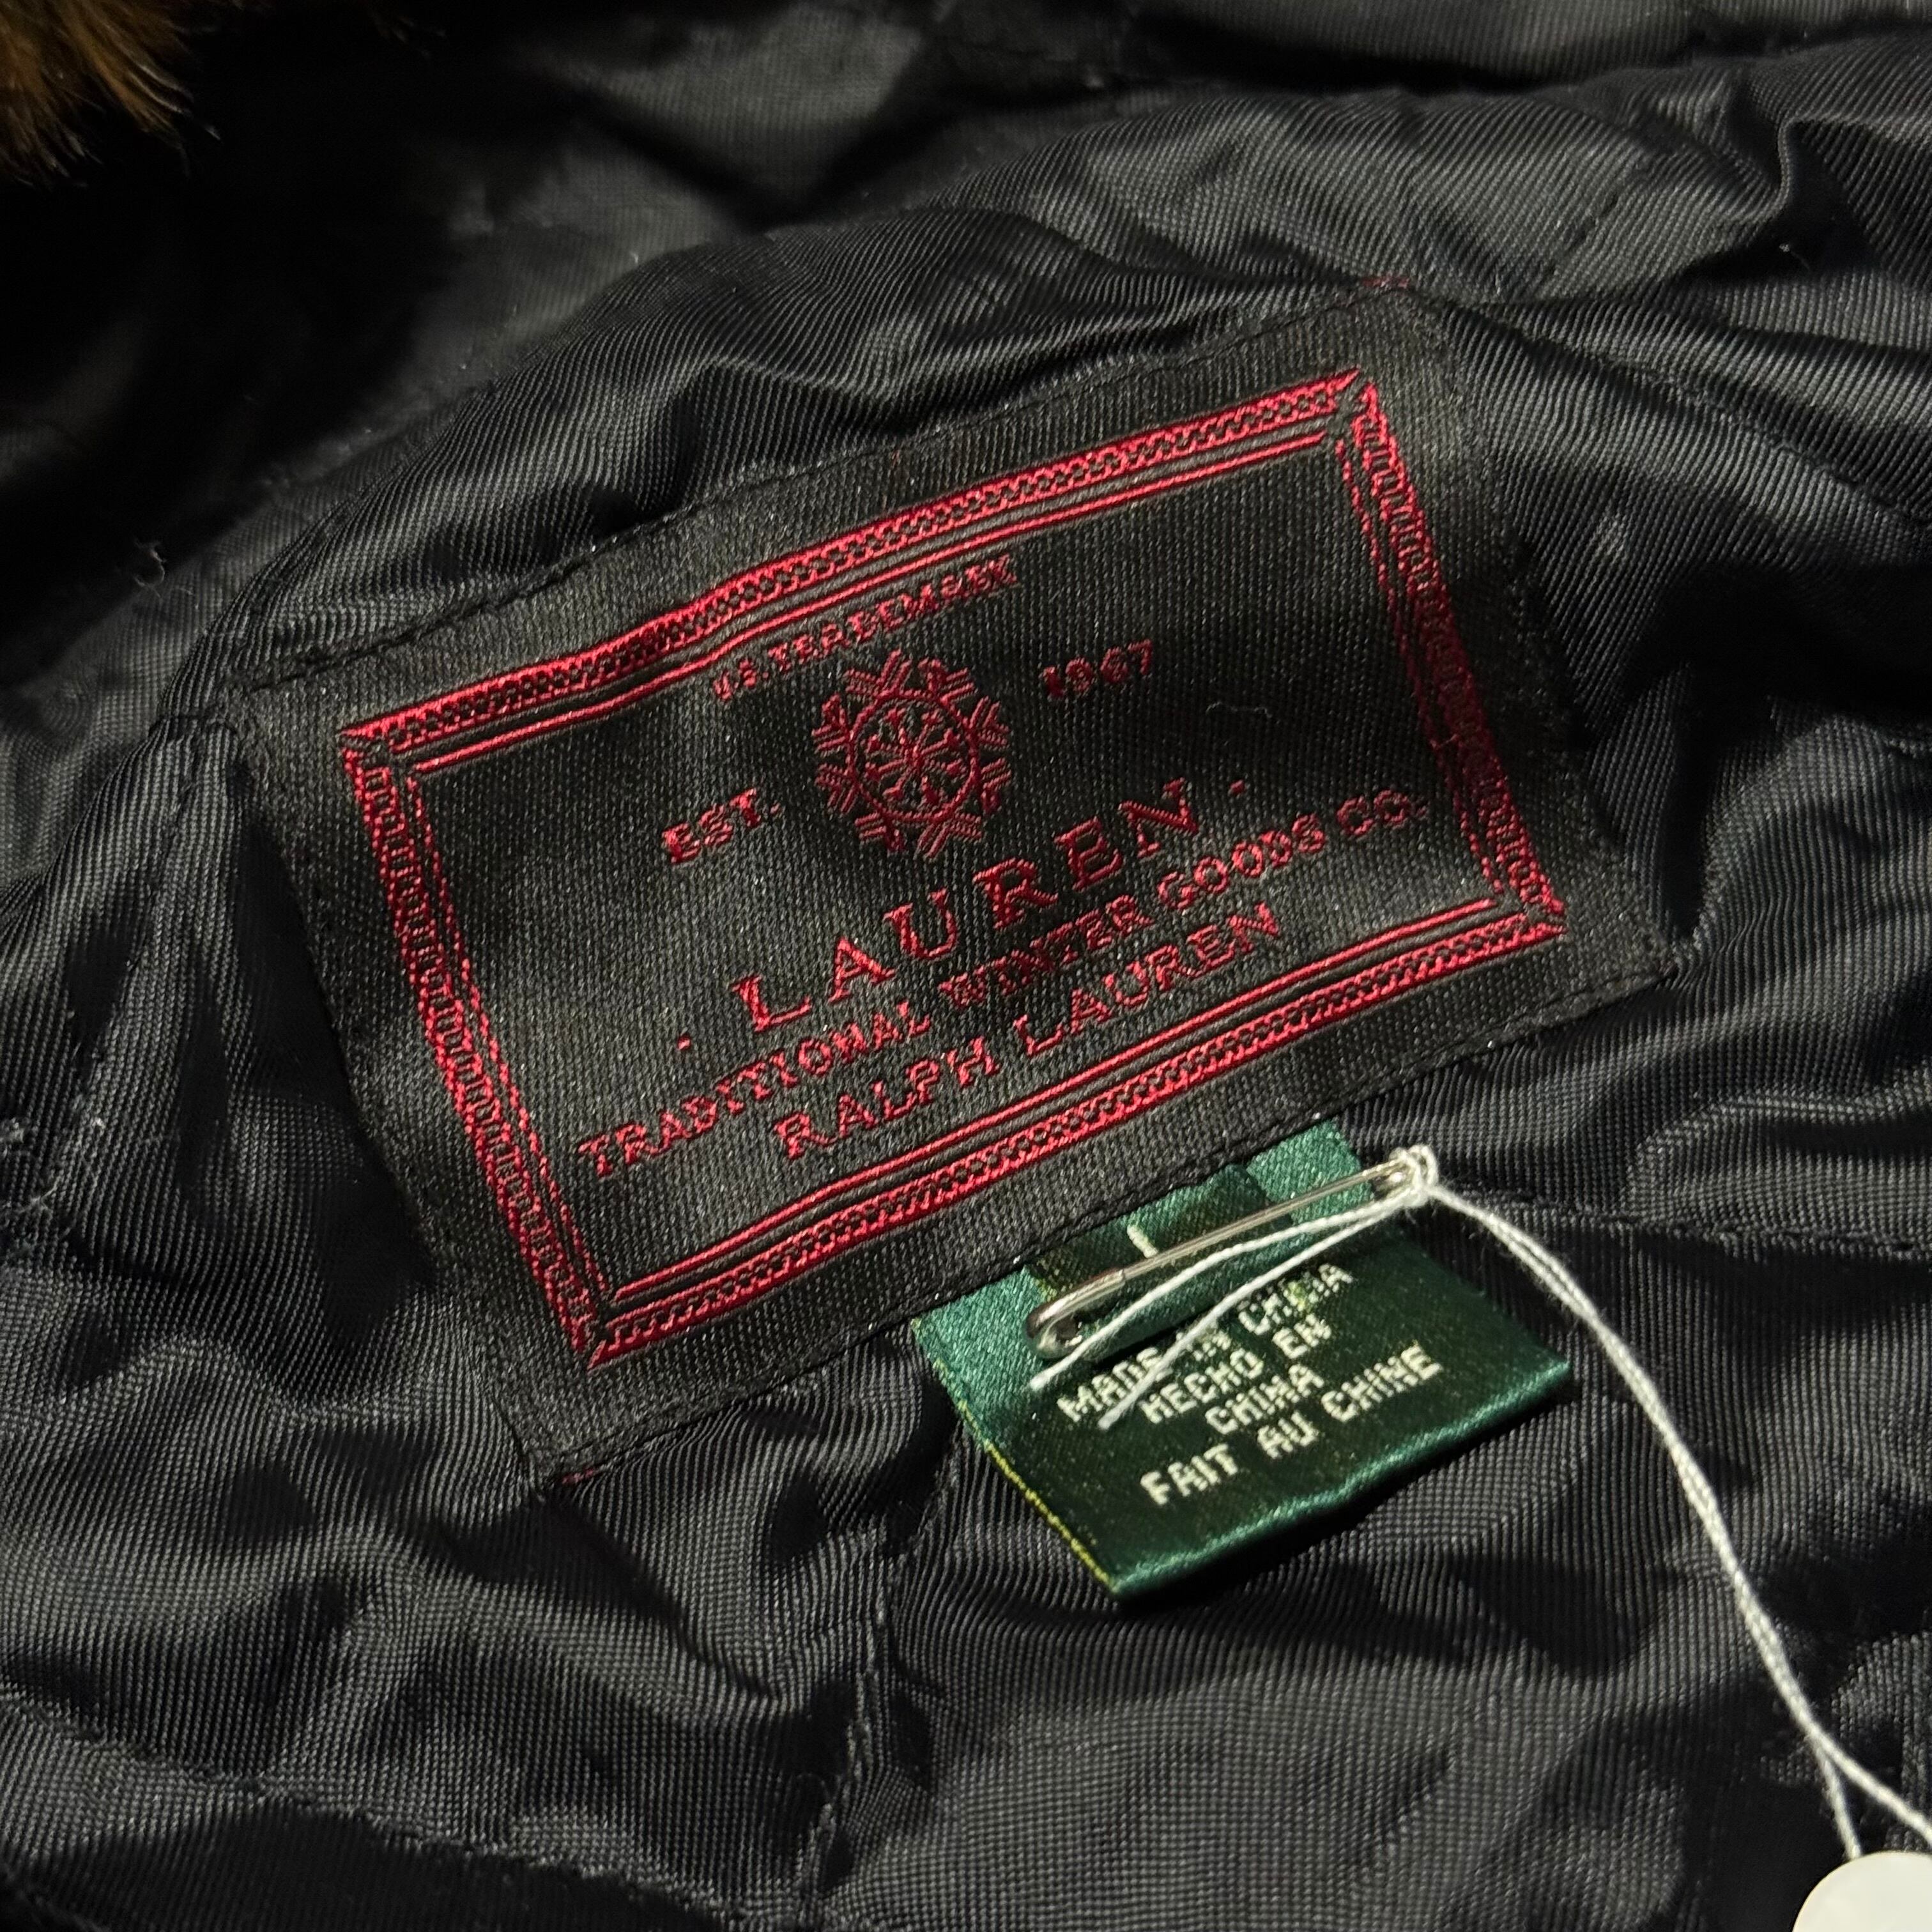 US TRADEMARK
EST. 1967
· LAUREN ·
TRADITIONAL WINTER GOODS CO.
RALPH LAUREN
L
MADE IN CHINA
HECHO EN
CHINA
FAIT AU CHINE